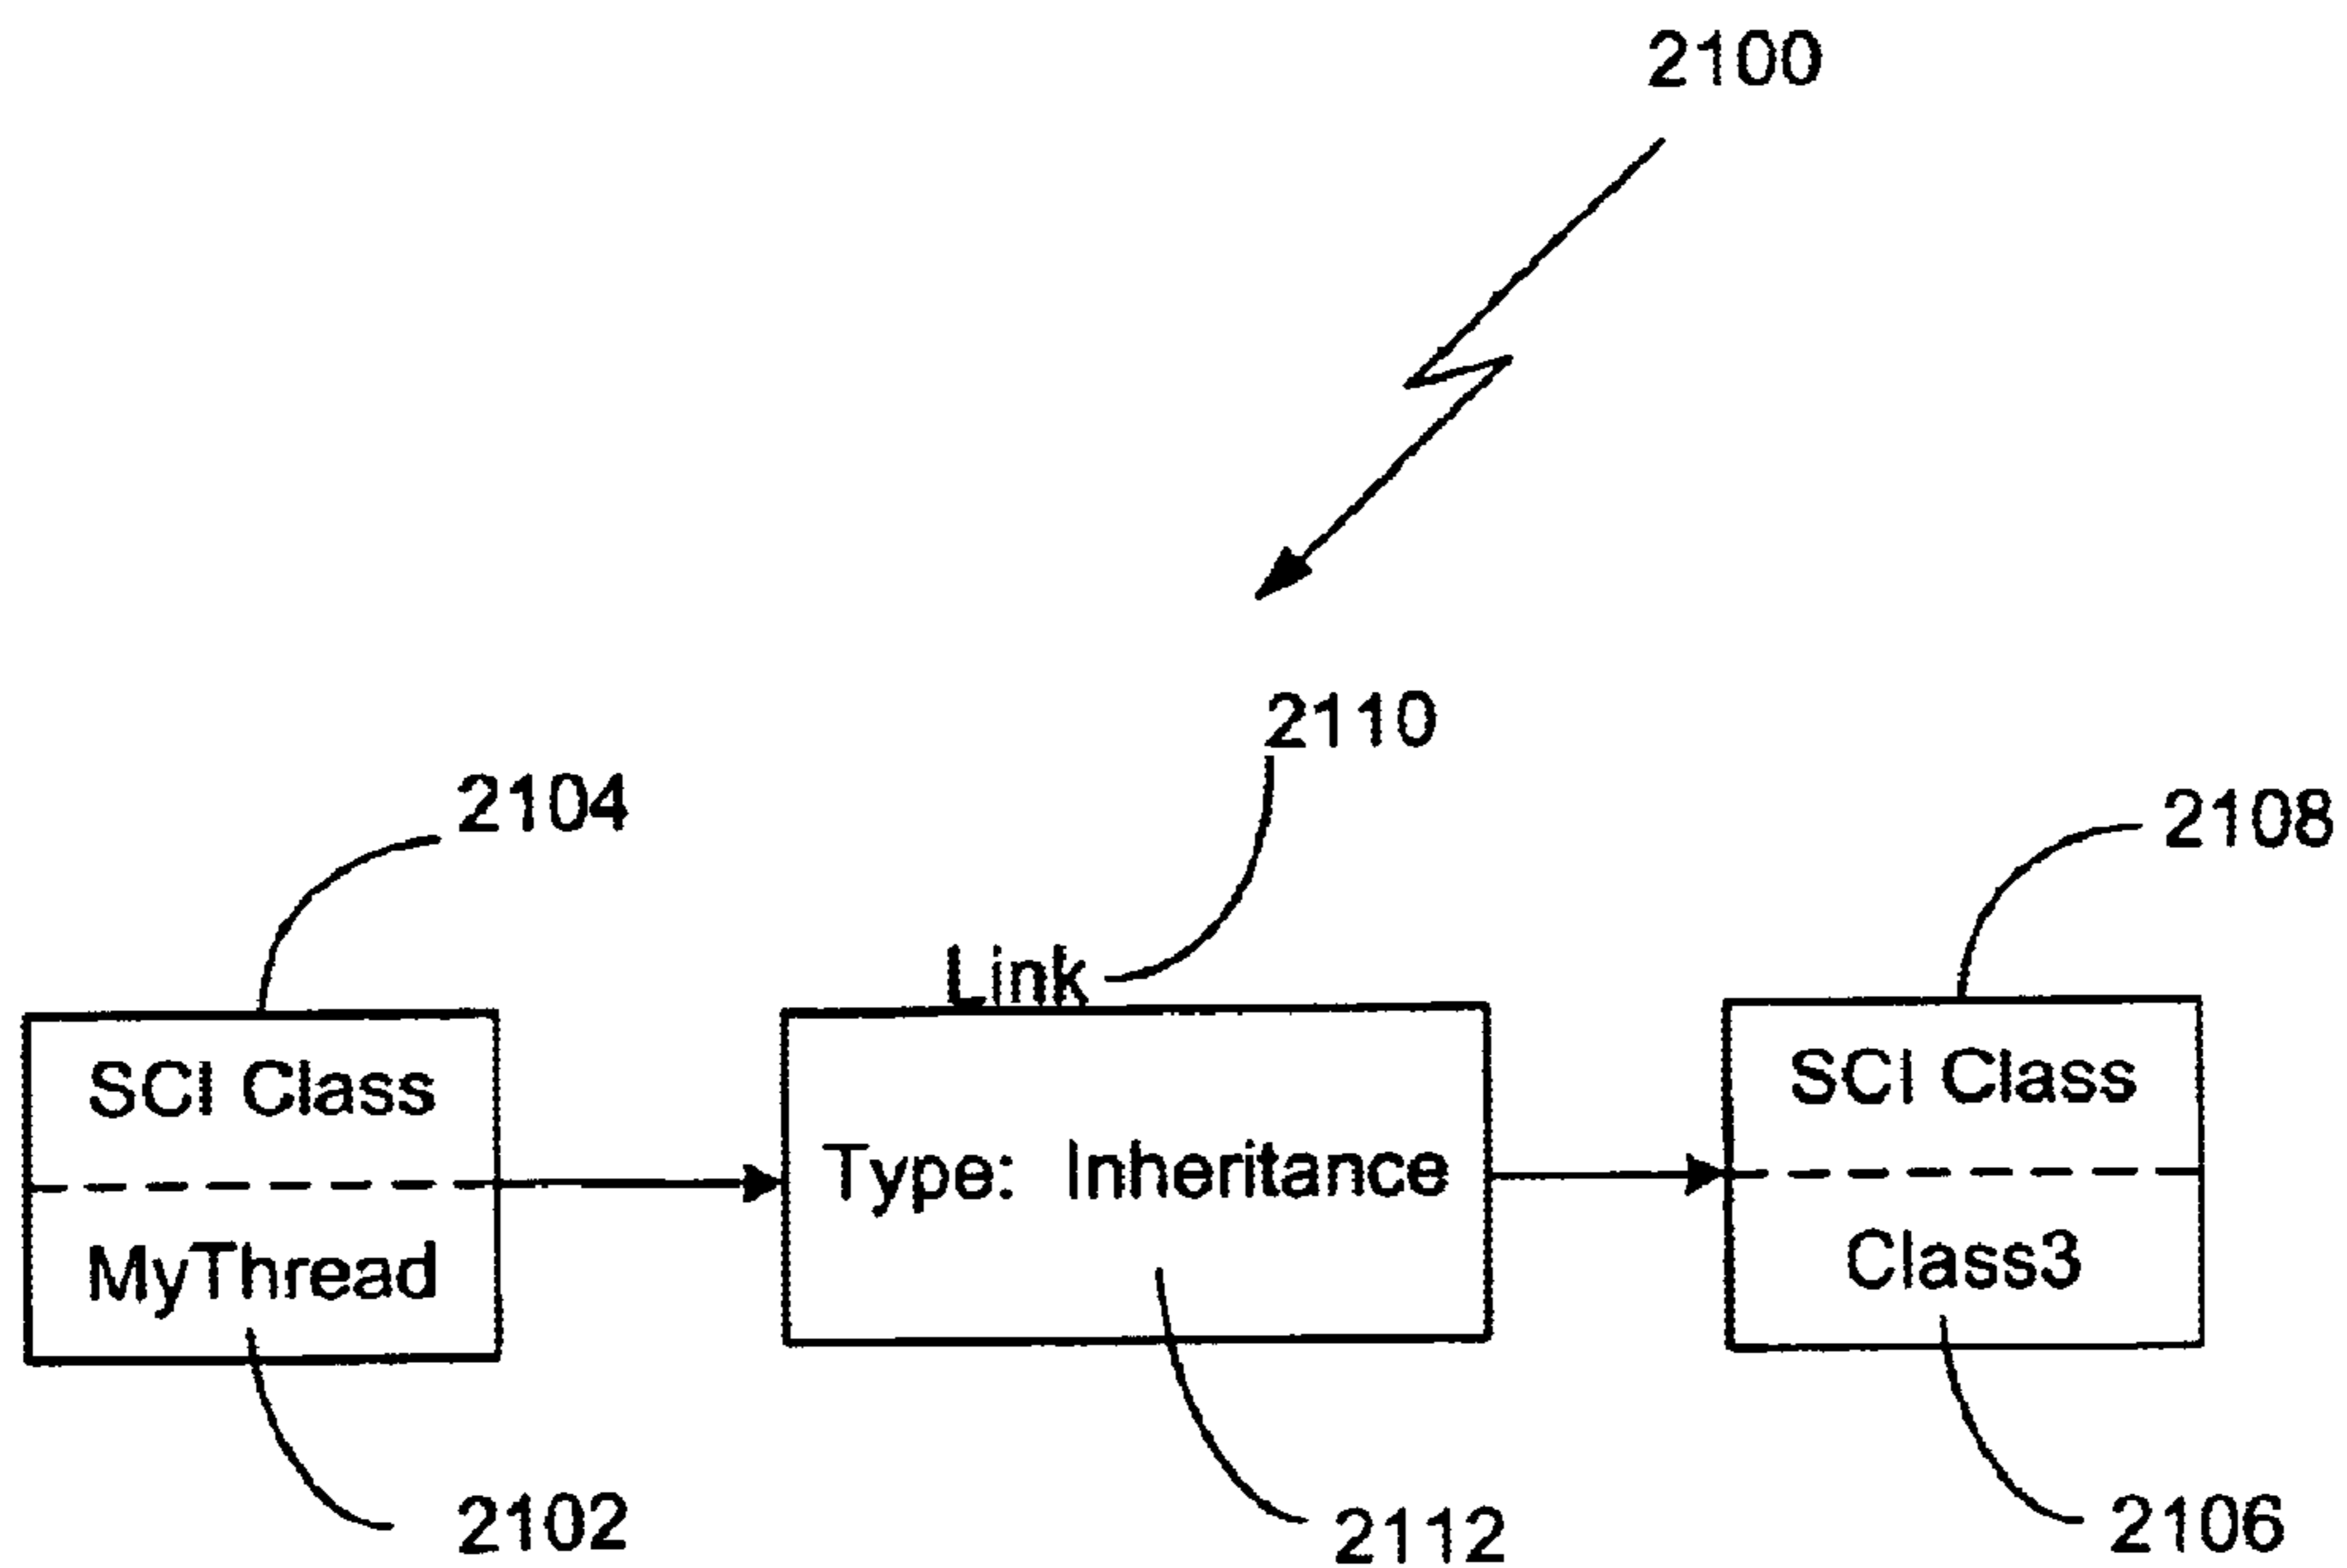 2100
2110
2104
2108
Link
SCI Class
Type: Inheritance
SCI Class
MyThread
Class3
2102
2112
2106